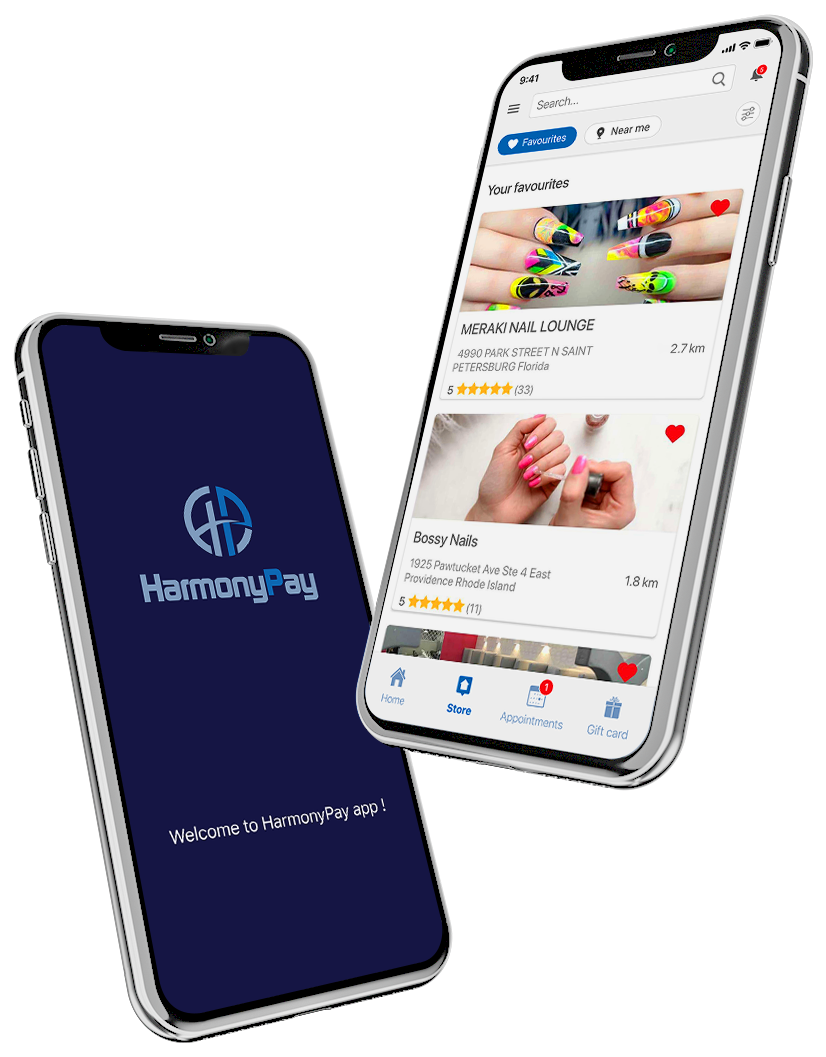 HarmonyPay
Welcome to HarmonyPay app !
9:41
5
Search...
Favourites
Near me
Your favourites
MERAKI NAIL LOUNGE
4990 PARK STREET N SAINT
PETERSBURG Florida
2.7 km
5 (33)
Bossy Nails
1925 Pawtucket Ave Ste 4 East
Providence Rhode Island
1.8 km
5 (11)
Home
Store
1
Appointments
Gift card